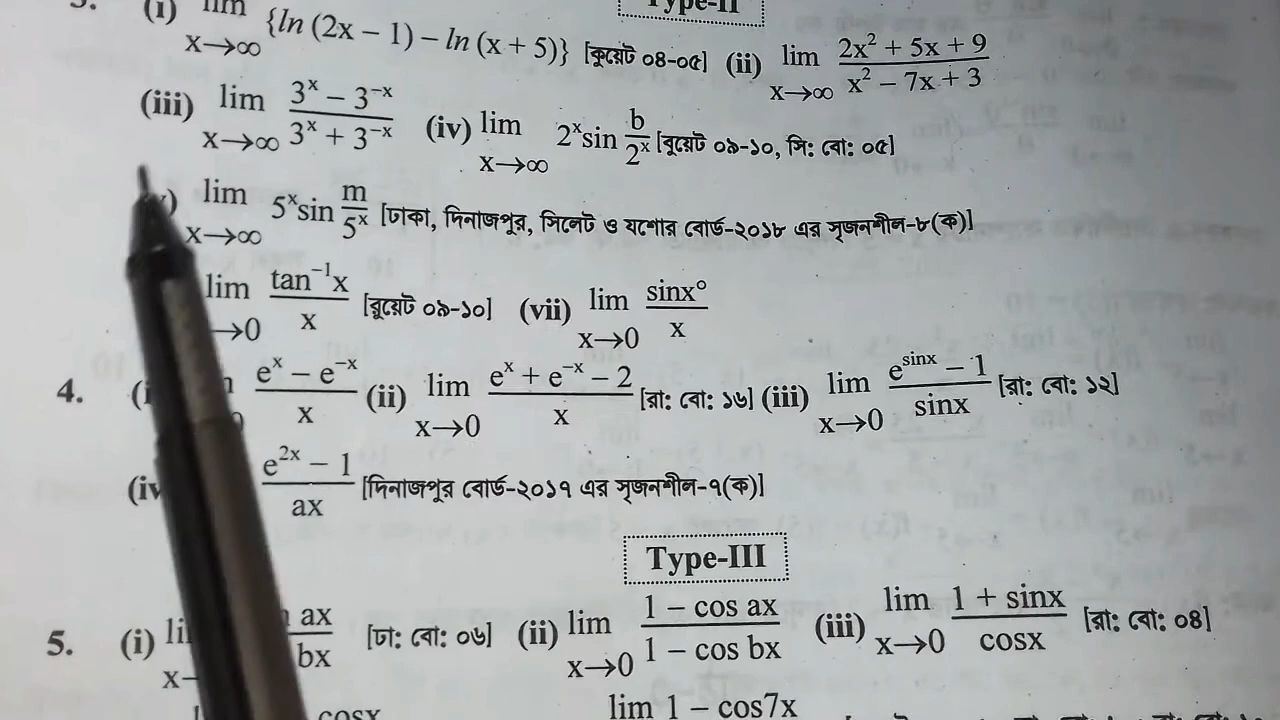 Type-II
(i) lim x→∞ {ln (2x − 1) − ln (x + 5)} [কুয়েট ০৪-০৫] (ii) lim x→∞ (2x² + 5x + 9)/(x² − 7x + 3)
(iii) lim x→∞ (3ˣ − 3⁻ˣ)/(3ˣ + 3⁻ˣ) (iv) lim x→∞ 2ˣsin b/2ˣ [বুয়েট ০৯-১০, সি: বো: ০৫]
lim x→∞ 5ˣsin m/5ˣ [ঢাকা, দিনাজপুর, সিলেট ও যশোর বোর্ড-২০১৮ এর সৃজনশীল-৮(ক)]
lim →0 tan⁻¹x/x [বুয়েট ০৯-১০] (vii) lim x→0 sinx°/x
4. (eˣ − e⁻ˣ)/x (ii) lim x→0 (eˣ + e⁻ˣ − 2)/x [রা: বো: ১৬] (iii) lim x→0 (eˢⁱⁿˣ − 1)/sinx [রা: বো: ১২]
(iv (e²ˣ − 1)/ax [দিনাজপুর বোর্ড-২০১৭ এর সৃজনশীল-৭(ক)]
Type-III
5. (i) ax/bx [ঢা: বো: ০৬] (ii) lim x→0 (1 − cos ax)/(1 − cos bx) (iii) lim x→0 (1 + sinx)/cosx [রা: বো: ০৪]
cosx lim 1 − cos7x